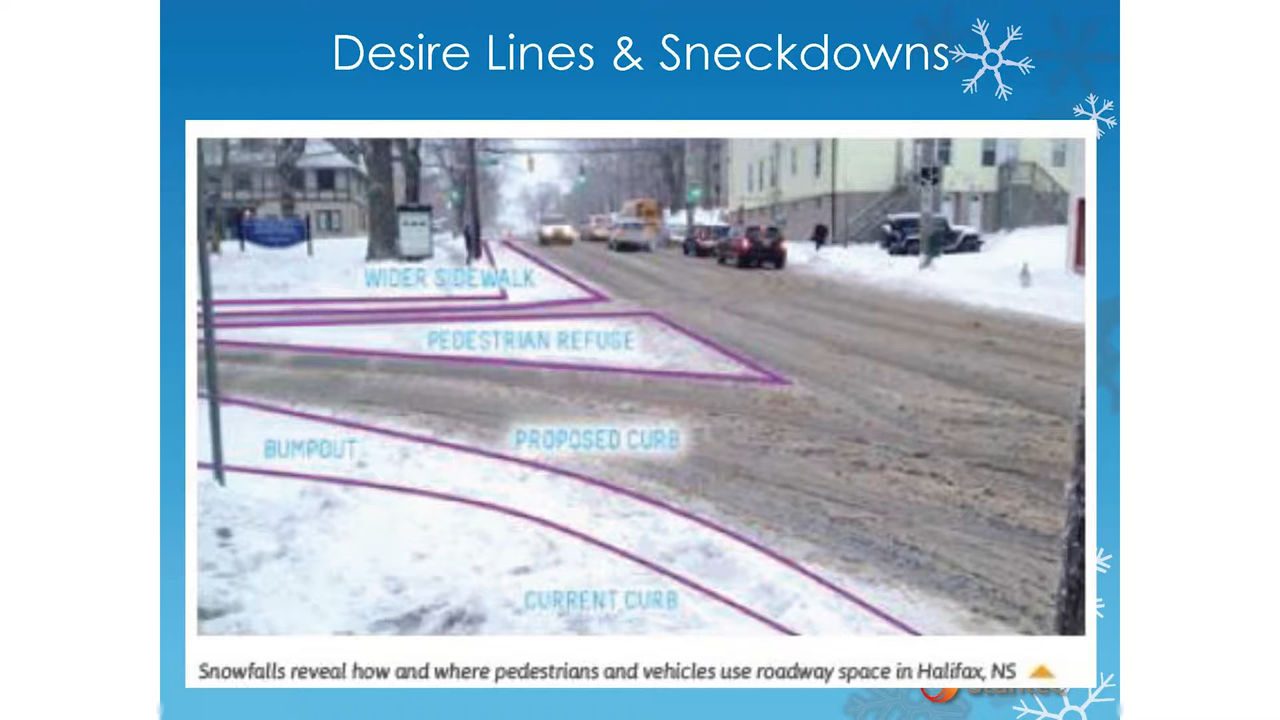 Desire Lines & Sneckdowns
WIDER SIDEWALK
PEDESTRIAN REFUGE
PROPOSED CURB
BUMPOUT
CURRENT CURB
Snowfalls reveal how and where pedestrians and vehicles use roadway space in Halifax, NS